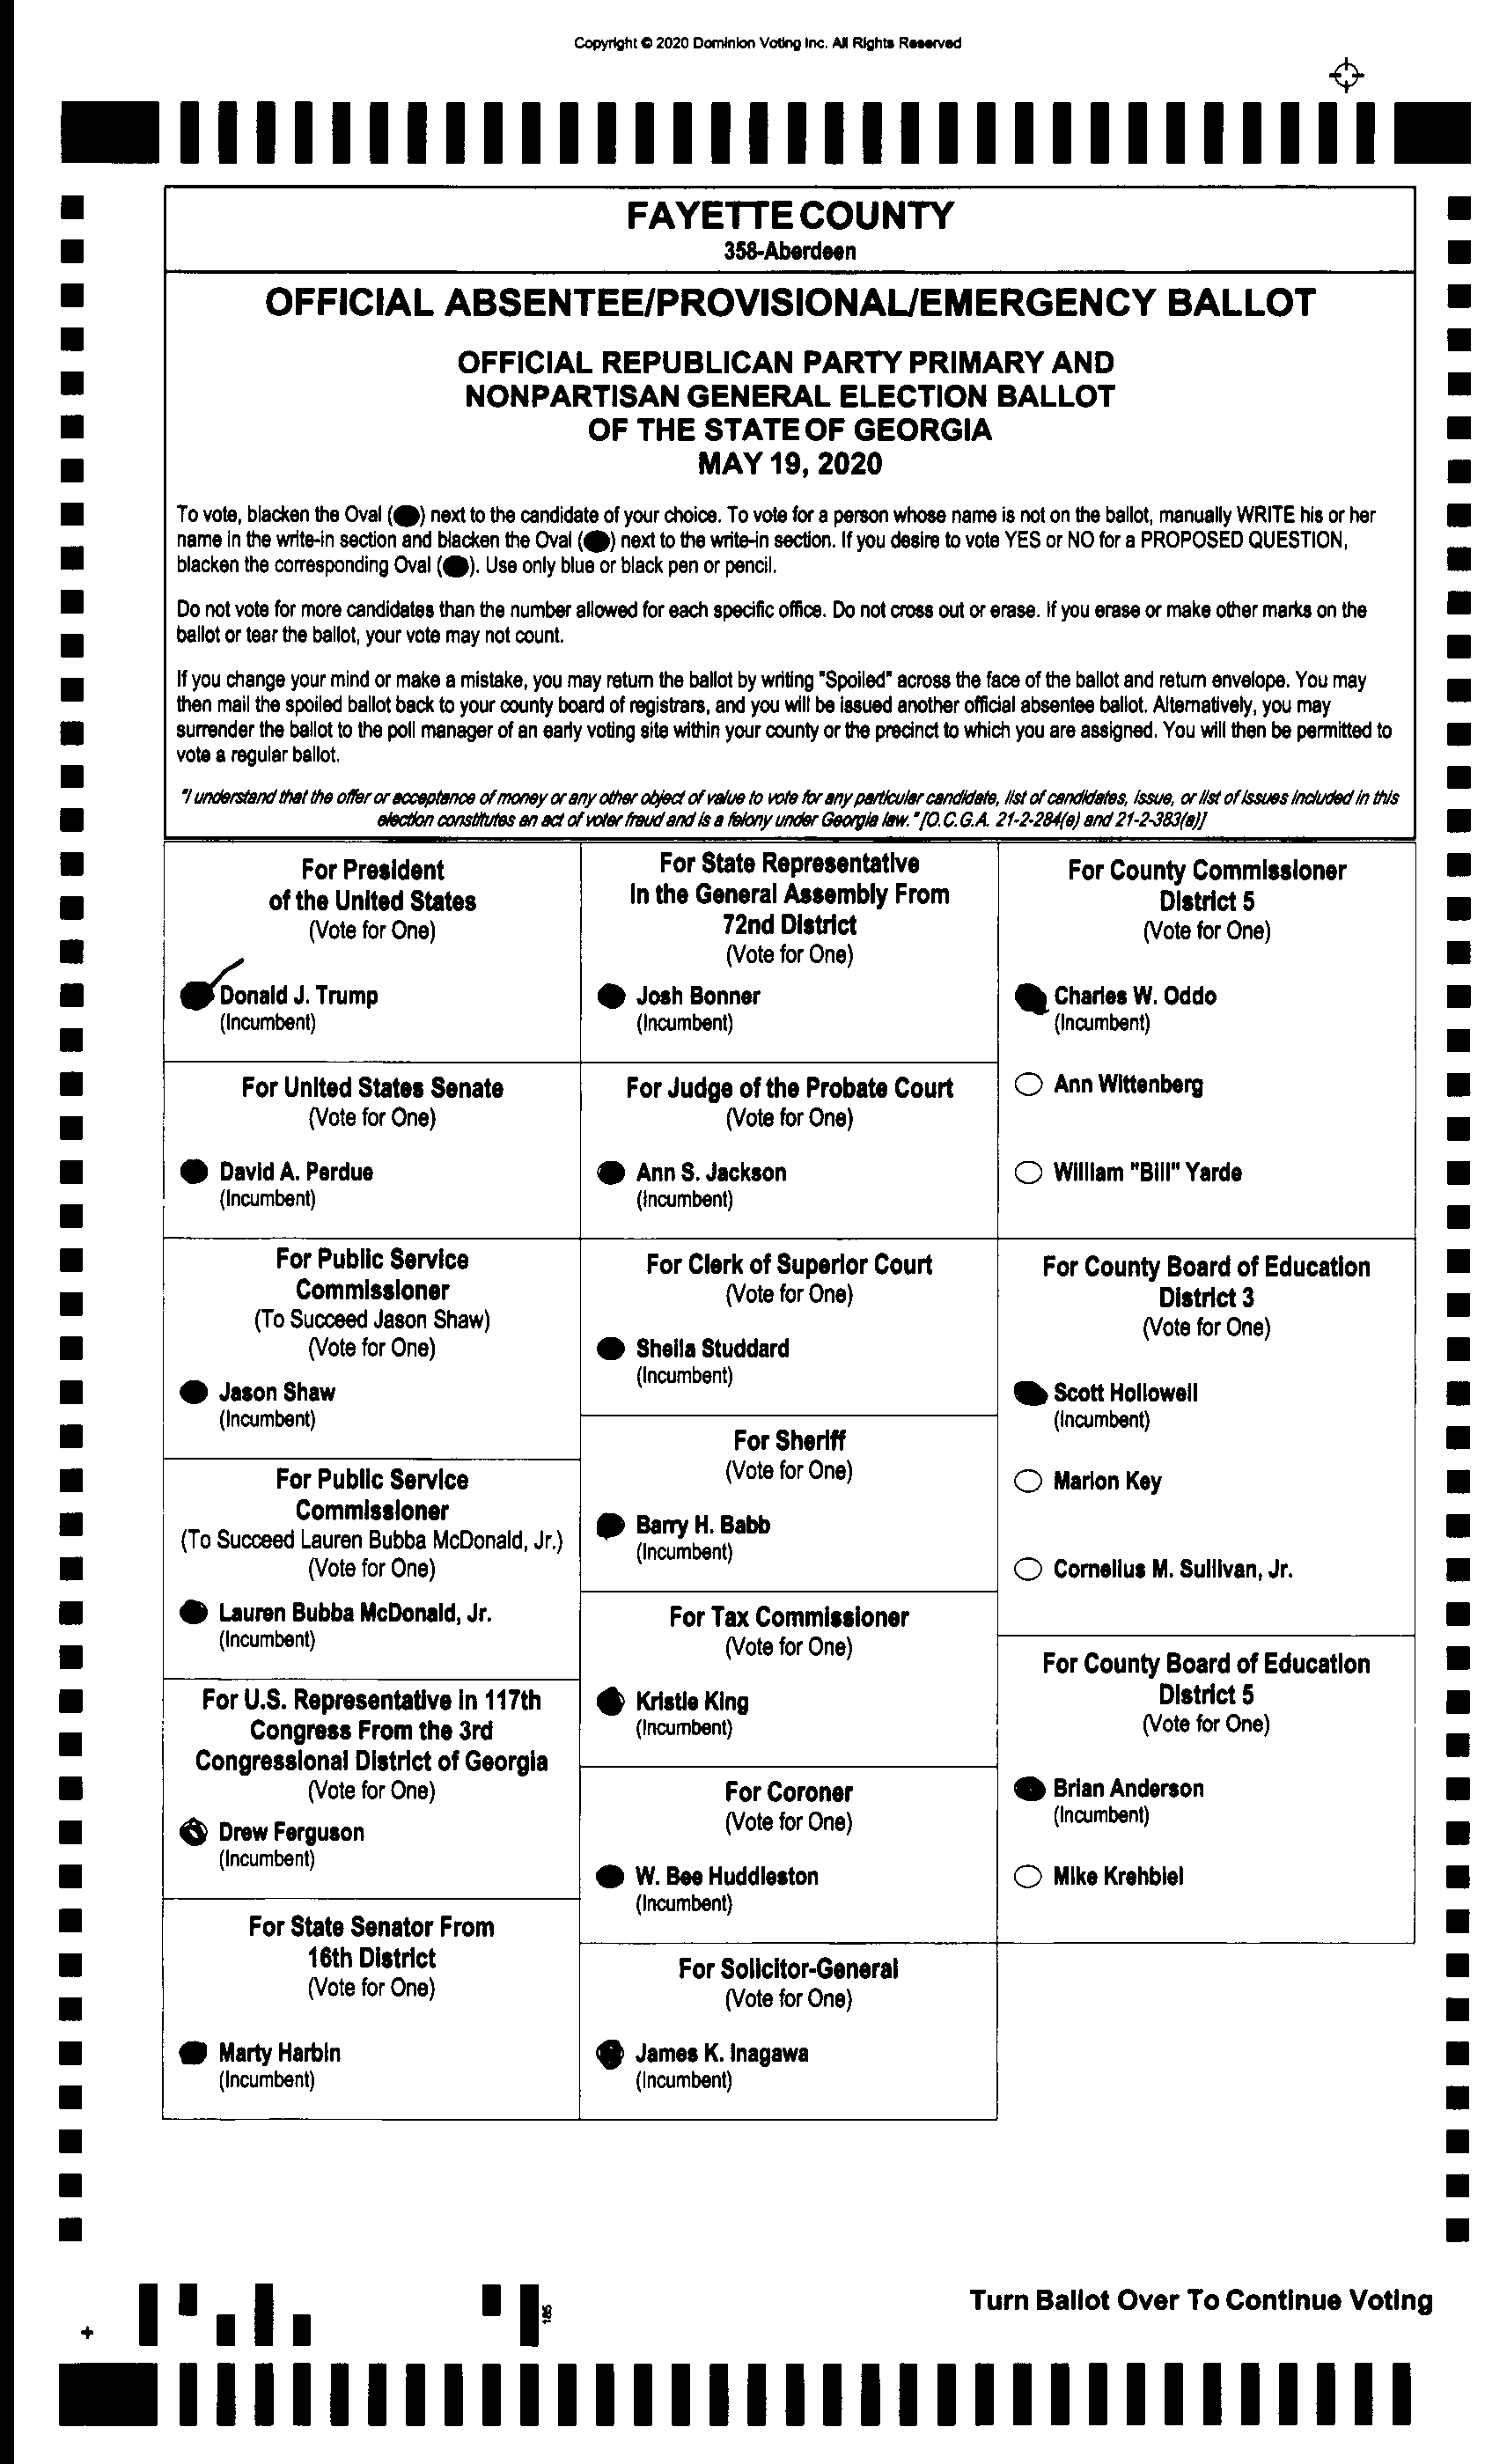 Copyright © 2020 Dominion Voting Inc. All Rights Reserved
FAYETTE COUNTY
358-Aberdeen
OFFICIAL ABSENTEE/PROVISIONAL/EMERGENCY BALLOT
OFFICIAL REPUBLICAN PARTY PRIMARY AND
NONPARTISAN GENERAL ELECTION BALLOT
OF THE STATE OF GEORGIA
MAY 19, 2020
To vote, blacken the Oval (●) next to the candidate of your choice. To vote for a person whose name is not on the ballot, manually WRITE his or her
name in the write-in section and blacken the Oval (●) next to the write-in section. If you desire to vote YES or NO for a PROPOSED QUESTION,
blacken the corresponding Oval (●). Use only blue or black pen or pencil.
Do not vote for more candidates than the number allowed for each specific office. Do not cross out or erase. If you erase or make other marks on the
ballot or tear the ballot, your vote may not count.
If you change your mind or make a mistake, you may return the ballot by writing "Spoiled" across the face of the ballot and return envelope. You may
then mail the spoiled ballot back to your county board of registrars, and you will be issued another official absentee ballot. Alternatively, you may
surrender the ballot to the poll manager of an early voting site within your county or the precinct to which you are assigned. You will then be permitted to
vote a regular ballot.
"I understand that the offer or acceptance of money or any other object of value to vote for any particular candidate, list of candidates, issue, or list of issues included in this
election constitutes an act of voter fraud and is a felony under Georgia law." [O.C.G.A. 21-2-284(e) and 21-2-383(a)]
For President
of the United States
(Vote for One)
Donald J. Trump
(Incumbent)
For United States Senate
(Vote for One)
David A. Perdue
(Incumbent)
For Public Service
Commissioner
(To Succeed Jason Shaw)
(Vote for One)
Jason Shaw
(Incumbent)
For Public Service
Commissioner
(To Succeed Lauren Bubba McDonald, Jr.)
(Vote for One)
Lauren Bubba McDonald, Jr.
(Incumbent)
For U.S. Representative in 117th
Congress From the 3rd
Congressional District of Georgia
(Vote for One)
Drew Ferguson
(Incumbent)
For State Senator From
16th District
(Vote for One)
Marty Harbin
(Incumbent)
For State Representative
In the General Assembly From
72nd District
(Vote for One)
Josh Bonner
(Incumbent)
For Judge of the Probate Court
(Vote for One)
Ann S. Jackson
(Incumbent)
For Clerk of Superior Court
(Vote for One)
Sheila Studdard
(Incumbent)
For Sheriff
(Vote for One)
Barry H. Babb
(Incumbent)
For Tax Commissioner
(Vote for One)
Kristie King
(Incumbent)
For Coroner
(Vote for One)
W. Bee Huddleston
(Incumbent)
For Solicitor-General
(Vote for One)
James K. Inagawa
(Incumbent)
For County Commissioner
District 5
(Vote for One)
Charles W. Oddo
(Incumbent)
Ann Wittenberg
William "Bill" Yarde
For County Board of Education
District 3
(Vote for One)
Scott Hollowell
(Incumbent)
Marion Key
Cornelius M. Sullivan, Jr.
For County Board of Education
District 5
(Vote for One)
Brian Anderson
(Incumbent)
Mike Krehbiel
185
Turn Ballot Over To Continue Voting